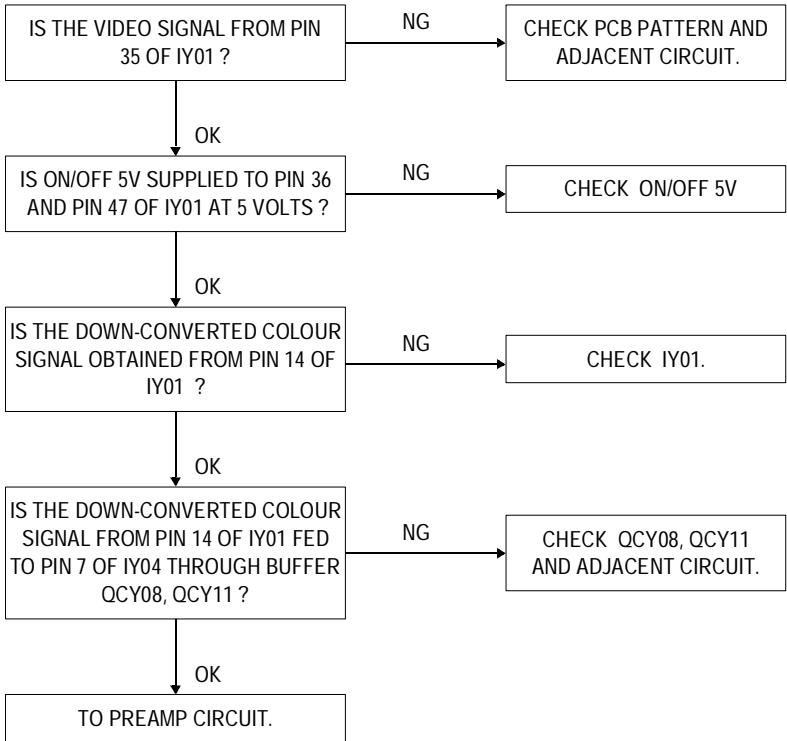 IS THE VIDEO SIGNAL FROM PIN
35 OF IY01 ?
NG
CHECK PCB PATTERN AND
ADJACENT CIRCUIT.
OK
IS ON/OFF 5V SUPPLIED TO PIN 36
AND PIN 47 OF IY01 AT 5 VOLTS ?
NG
CHECK ON/OFF 5V
OK
IS THE DOWN-CONVERTED COLOUR
SIGNAL OBTAINED FROM PIN 14 OF
IY01 ?
NG
CHECK IY01.
OK
IS THE DOWN-CONVERTED COLOUR
SIGNAL FROM PIN 14 OF IY01 FED
TO PIN 7 OF IY04 THROUGH BUFFER
QCY08, QCY11 ?
NG
CHECK QCY08, QCY11
AND ADJACENT CIRCUIT.
OK
TO PREAMP CIRCUIT.